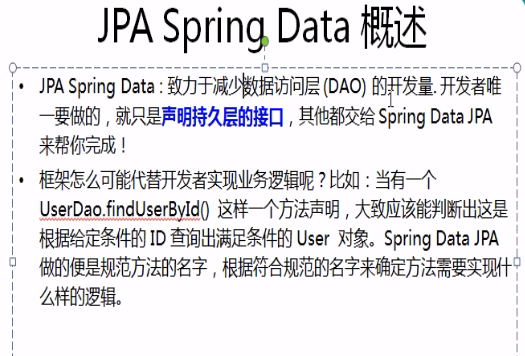 JPA Spring Data 概述
• JPA Spring Data : 致力于减少数据访问层 (DAO) 的开发量. 开发者唯
一要做的，就只是声明持久层的接口，其他都交给 Spring Data JPA
来帮你完成！
• 框架怎么可能代替开发者实现业务逻辑呢？比如：当有一个
UserDao.findUserById() 这样一个方法声明，大致应该能判断出这是
根据给定条件的 ID 查询出满足条件的 User 对象。Spring Data JPA
做的便是规范方法的名字，根据符合规范的名字来确定方法需要实现什
么样的逻辑。